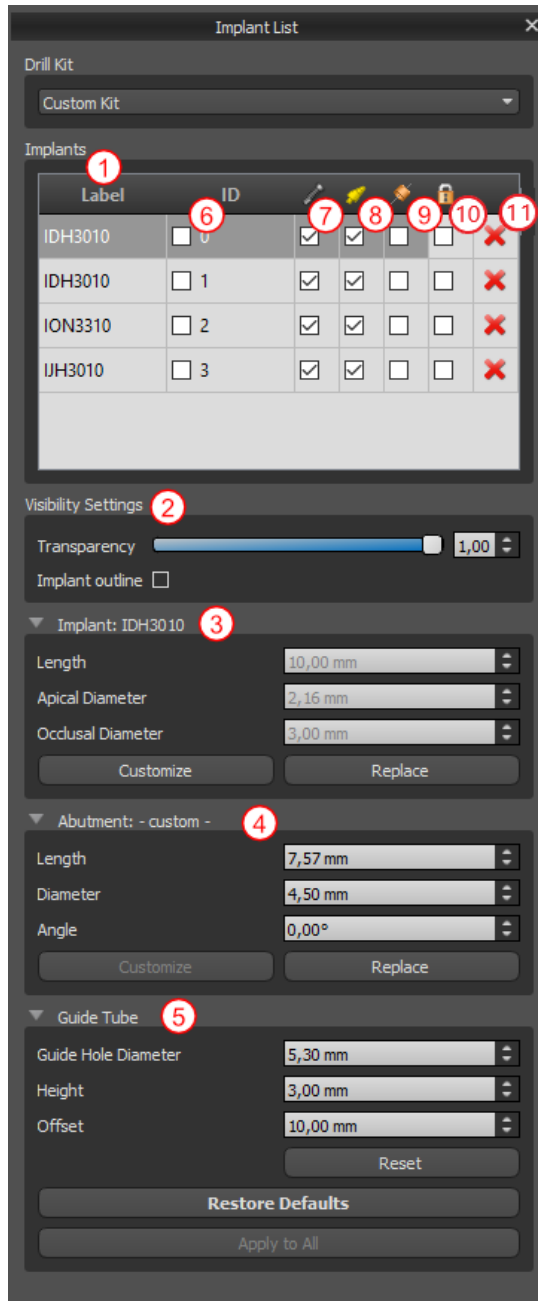 Implant List
Drill Kit
Custom Kit
Implants
1
Label ID
6 7 8 9 10 11
IDH3010 0
IDH3010 1
ION3310 2
IJH3010 3
Visibility Settings 2
Transparency 1,00
Implant outline
Implant: IDH3010 3
Length 10,00 mm
Apical Diameter 2,16 mm
Occlusal Diameter 3,00 mm
Customize Replace
Abutment: - custom - 4
Length 7,57 mm
Diameter 4,50 mm
Angle 0,00°
Customize Replace
Guide Tube 5
Guide Hole Diameter 5,30 mm
Height 3,00 mm
Offset 10,00 mm
Reset
Restore Defaults
Apply to All